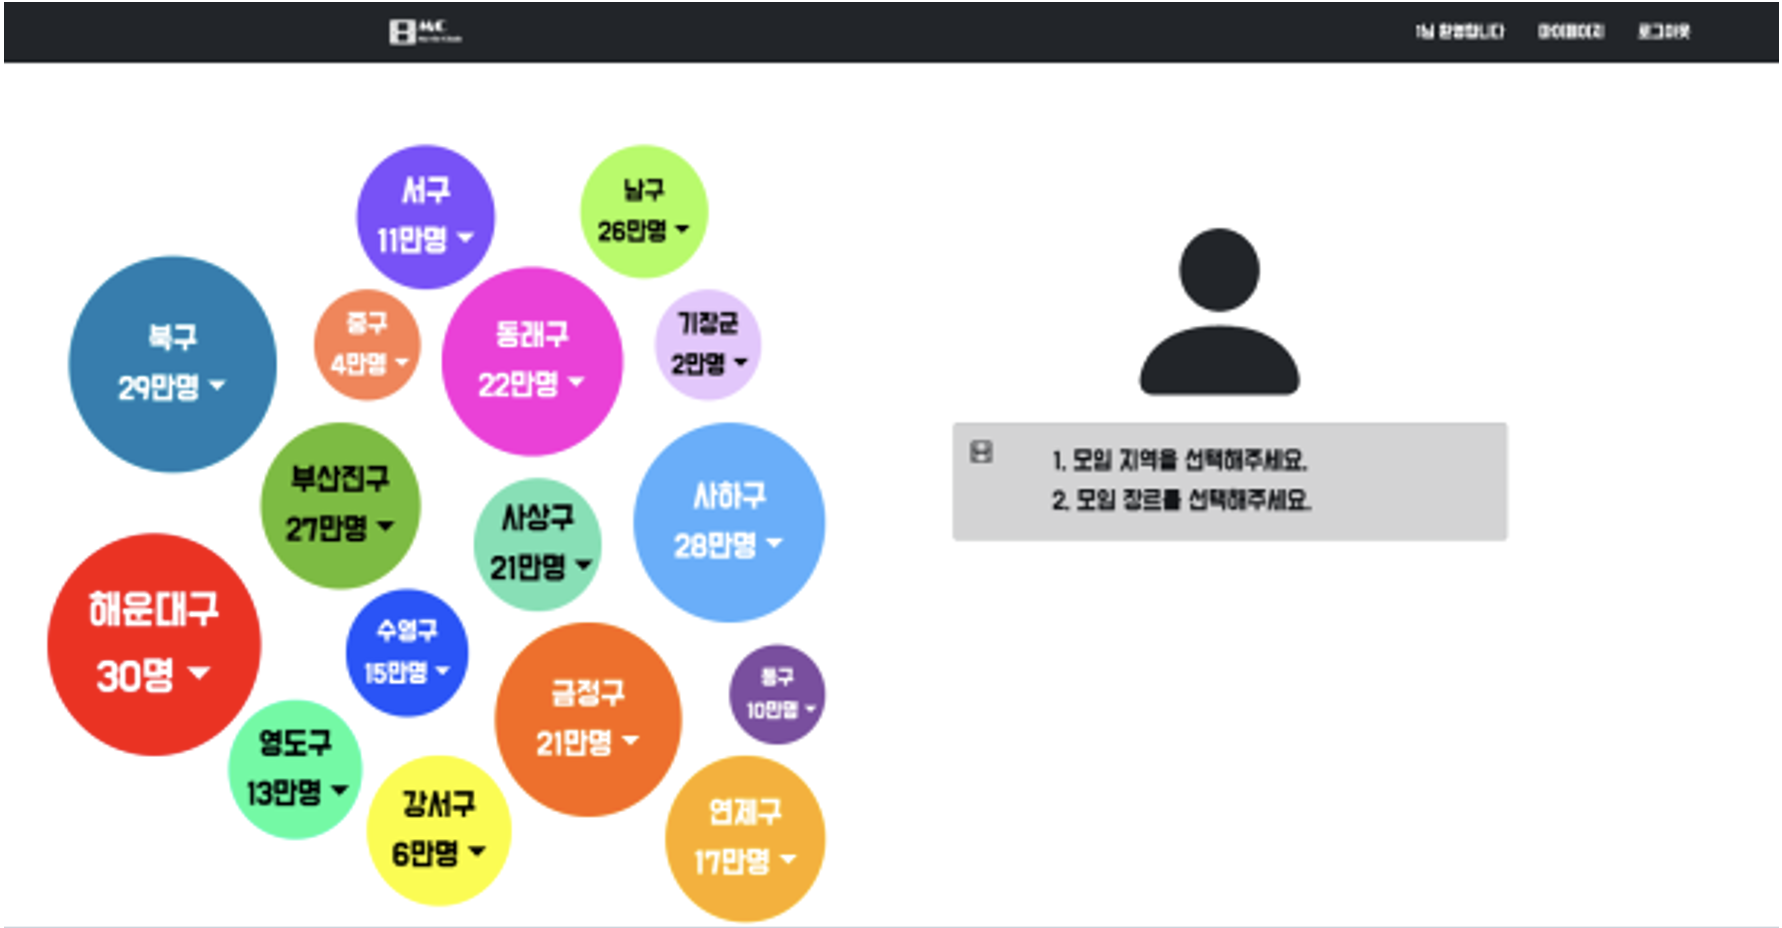 1님 환영합니다
마이페이지
로그아웃
서구
11만명
남구
26만명
북구
29만명
중구
4만명
동래구
22만명
기장군
2만명
부산진구
27만명
사상구
21만명
사하구
28만명
해운대구
30명
수영구
15만명
금정구
21만명
동구
10만명
영도구
13만명
강서구
6만명
연제구
17만명
1. 모임 지역을 선택해주세요.
2. 모임 장르를 선택해주세요.